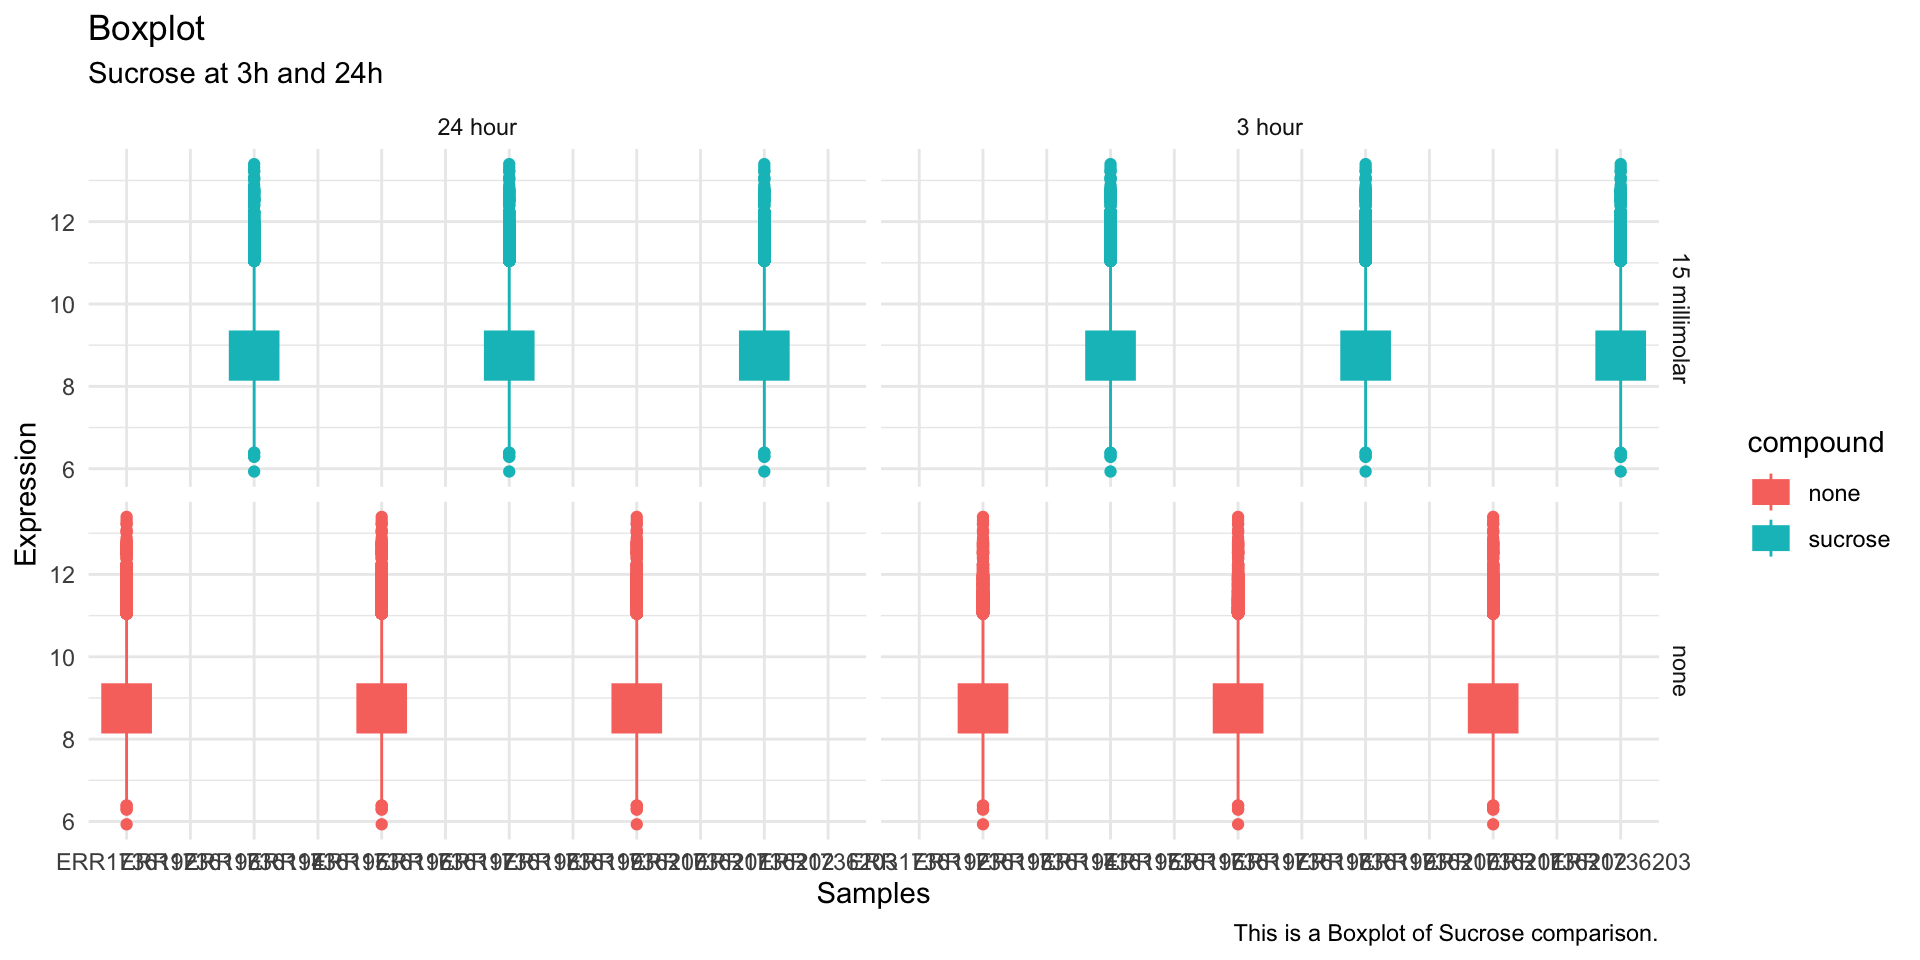 Boxplot
Sucrose at 3h and 24h
24 hour
3 hour
12
10
8
6
15 millimolar
12
10
8
6
none
Expression
compound
none
sucrose
Samples
This is a Boxplot of Sucrose comparison.